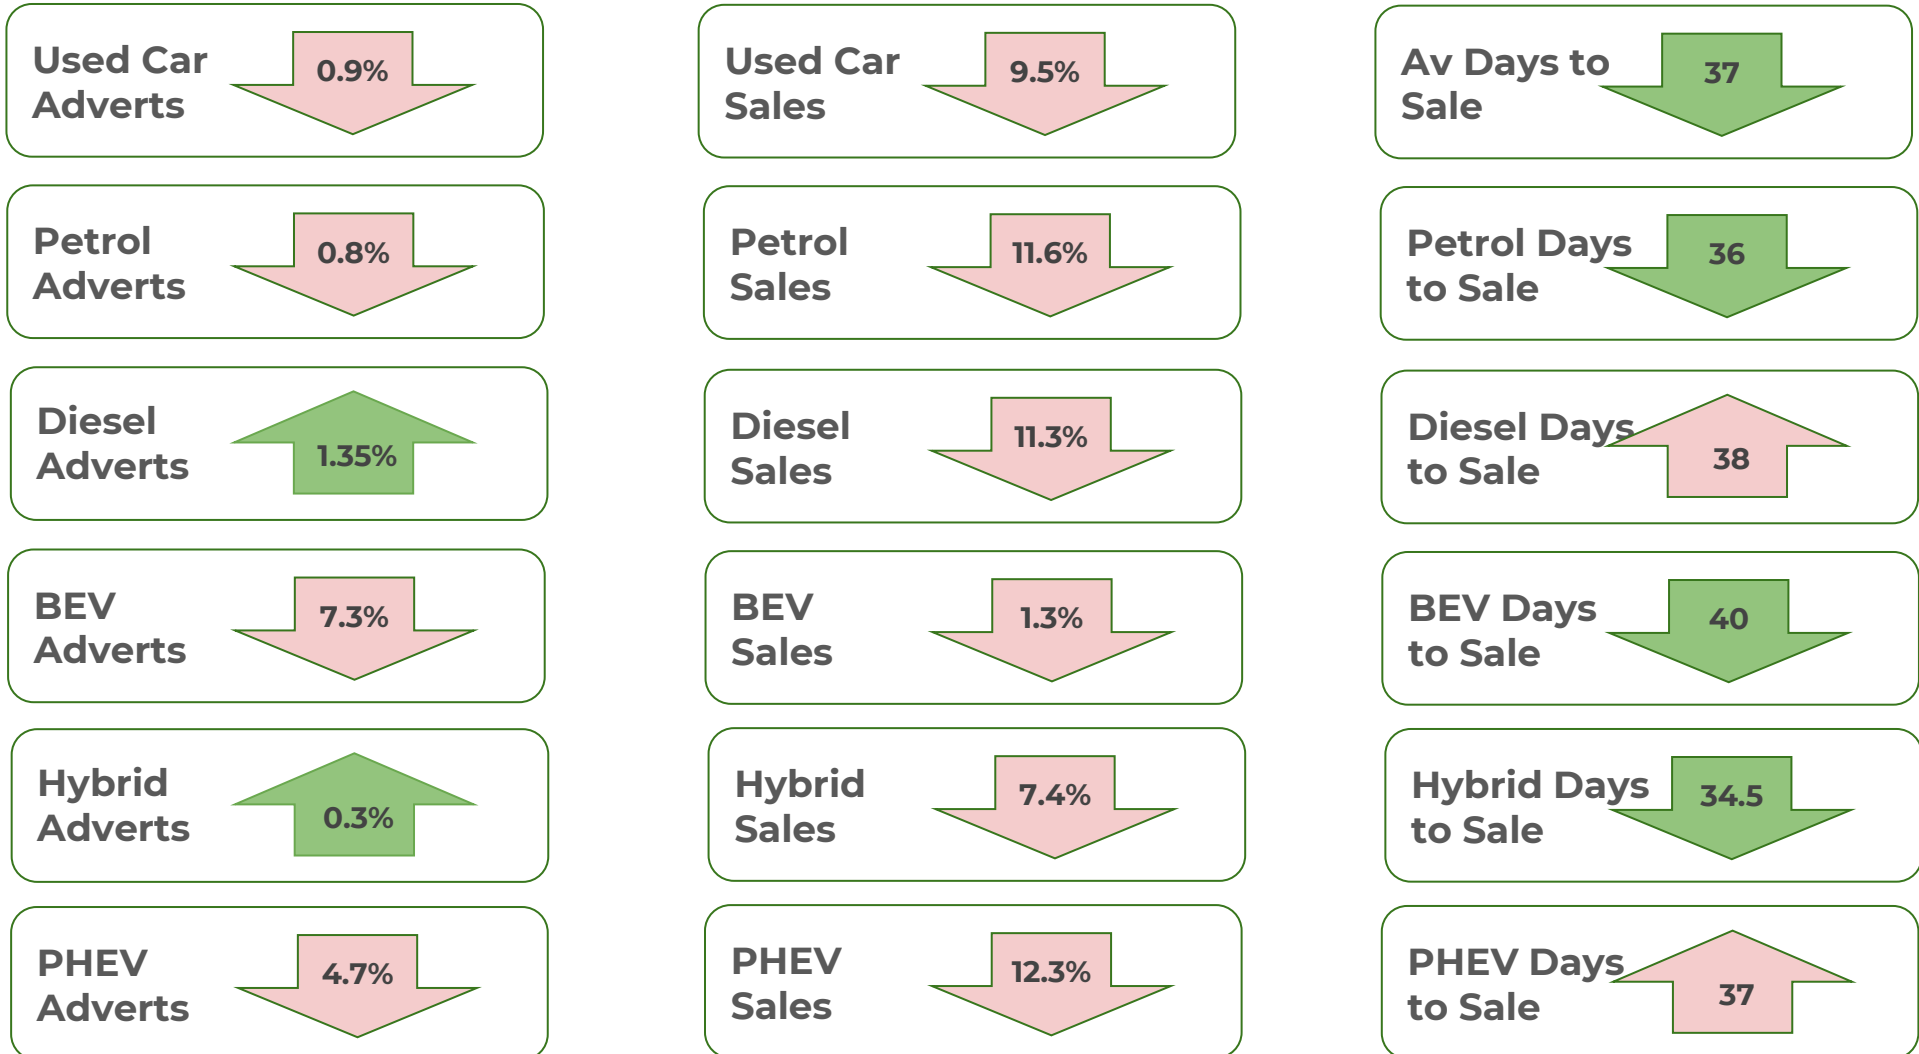 Used Car
Adverts
0.9%
Used Car
Sales
9.5%
Av Days to
Sale
37
Petrol
Adverts
0.8%
Petrol
Sales
11.6%
Petrol Days
to Sale
36
Diesel
Adverts
1.35%
Diesel
Sales
11.3%
Diesel Days
to Sale
38
BEV
Adverts
7.3%
BEV
Sales
1.3%
BEV Days
to Sale
40
Hybrid
Adverts
0.3%
Hybrid
Sales
7.4%
Hybrid Days
to Sale
34.5
PHEV
Adverts
4.7%
PHEV
Sales
12.3%
PHEV Days
to Sale
37